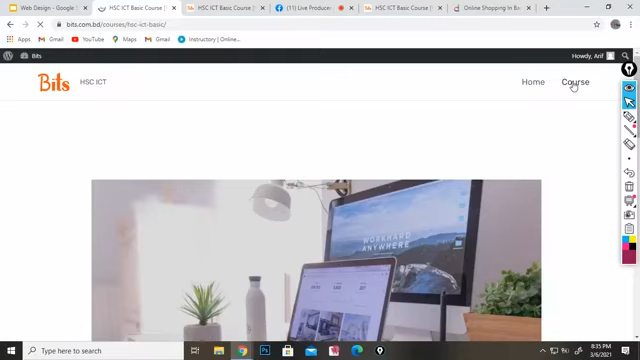 Web Design - Google S
HSC ICT Basic Course |
HSC ICT Basic Course |
(11) Live Producer
HSC ICT Basic Course |
Online Shopping In Ba
bits.com.bd/courses/hsc-ict-basic/
Apps
Gmail
YouTube
Maps
Gmail
Instructory | Online...
Bits
Howdy, Arif
Bits
HSC ICT
Home
Course
WORK HARD
ANYWHERE
Type here to search
8:35 PM
3/6/2021